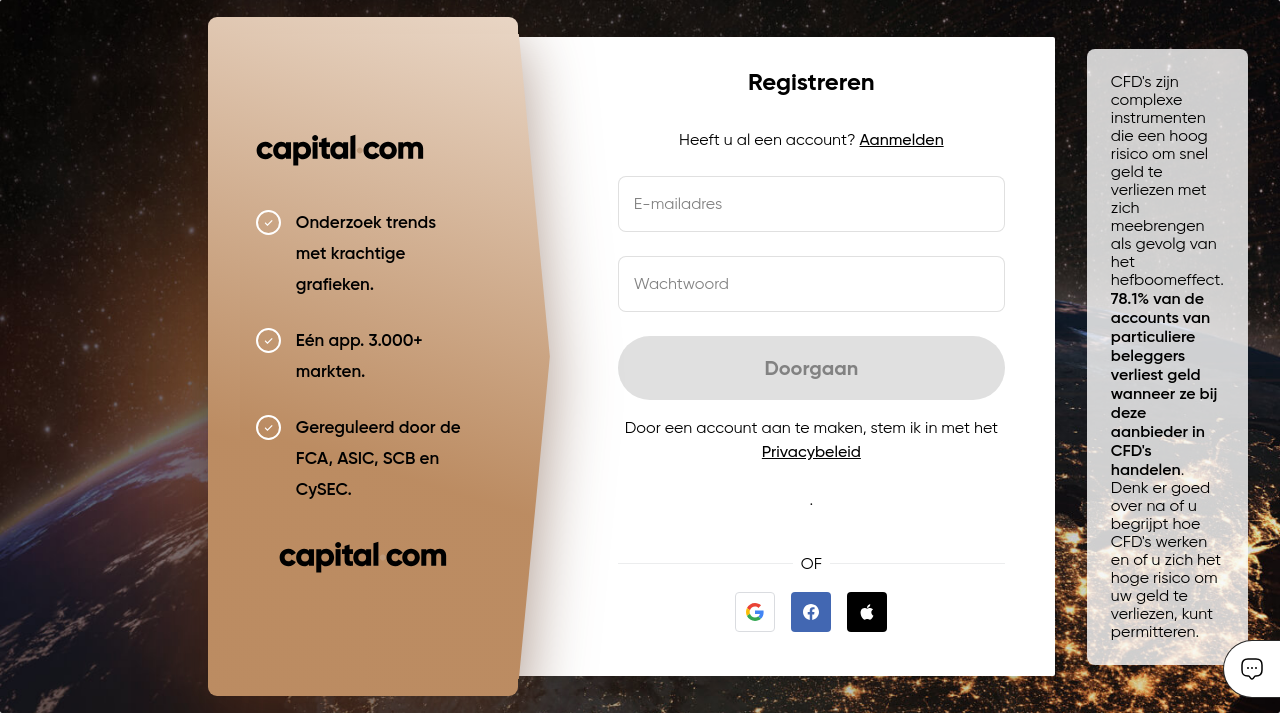 capital.com
Onderzoek trends
met krachtige
grafieken.
Eén app. 3.000+
markten.
Gereguleerd door de
FCA, ASIC, SCB en
CySEC.
capital com
Registreren
Heeft u al een account? Aanmelden
E-mailadres
Wachtwoord
Doorgaan
Door een account aan te maken, stem ik in met het
Privacybeleid
.
OF
CFD's zijn
complexe
instrumenten
die een hoog
risico om snel
geld te
verliezen met
zich
meebrengen
als gevolg van
het
hefboomeffect.
78.1% van de
accounts van
particuliere
beleggers
verliest geld
wanneer ze bij
deze
aanbieder in
CFD's
handelen.
Denk er goed
over na of u
begrijpt hoe
CFD's werken
en of u zich het
hoge risico om
uw geld te
verliezen, kunt
permitteren.